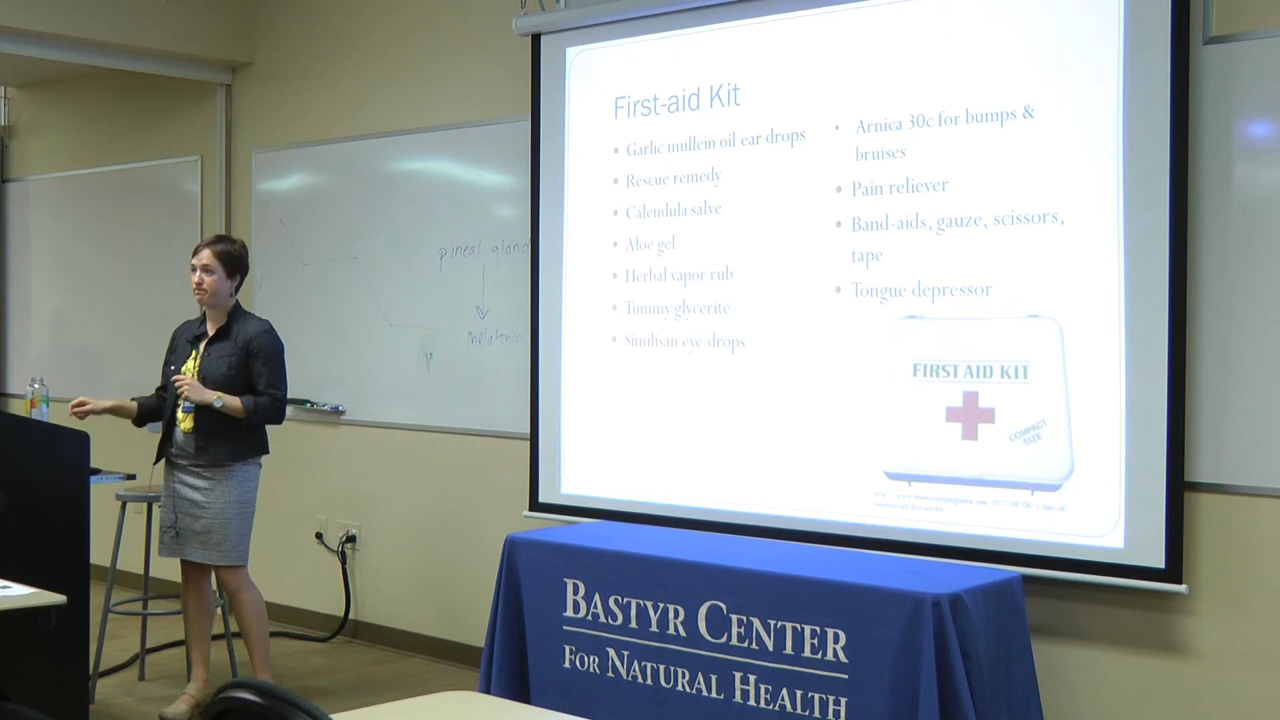 First-aid Kit
• Garlic mullein oil ear drops
• Rescue remedy
• Calendula salve
• Aloe gel
• Herbal vapor rub
• Tummy glycerite
• Similisan eye drops
• Arnica 30c for bumps &
bruises
• Pain reliever
• Band-aids, gauze, scissors,
tape
• Tongue depressor
FIRST AID KIT
COMPACT
SIZE
pineal gland
melatonin
BASTYR CENTER
FOR NATURAL HEALTH